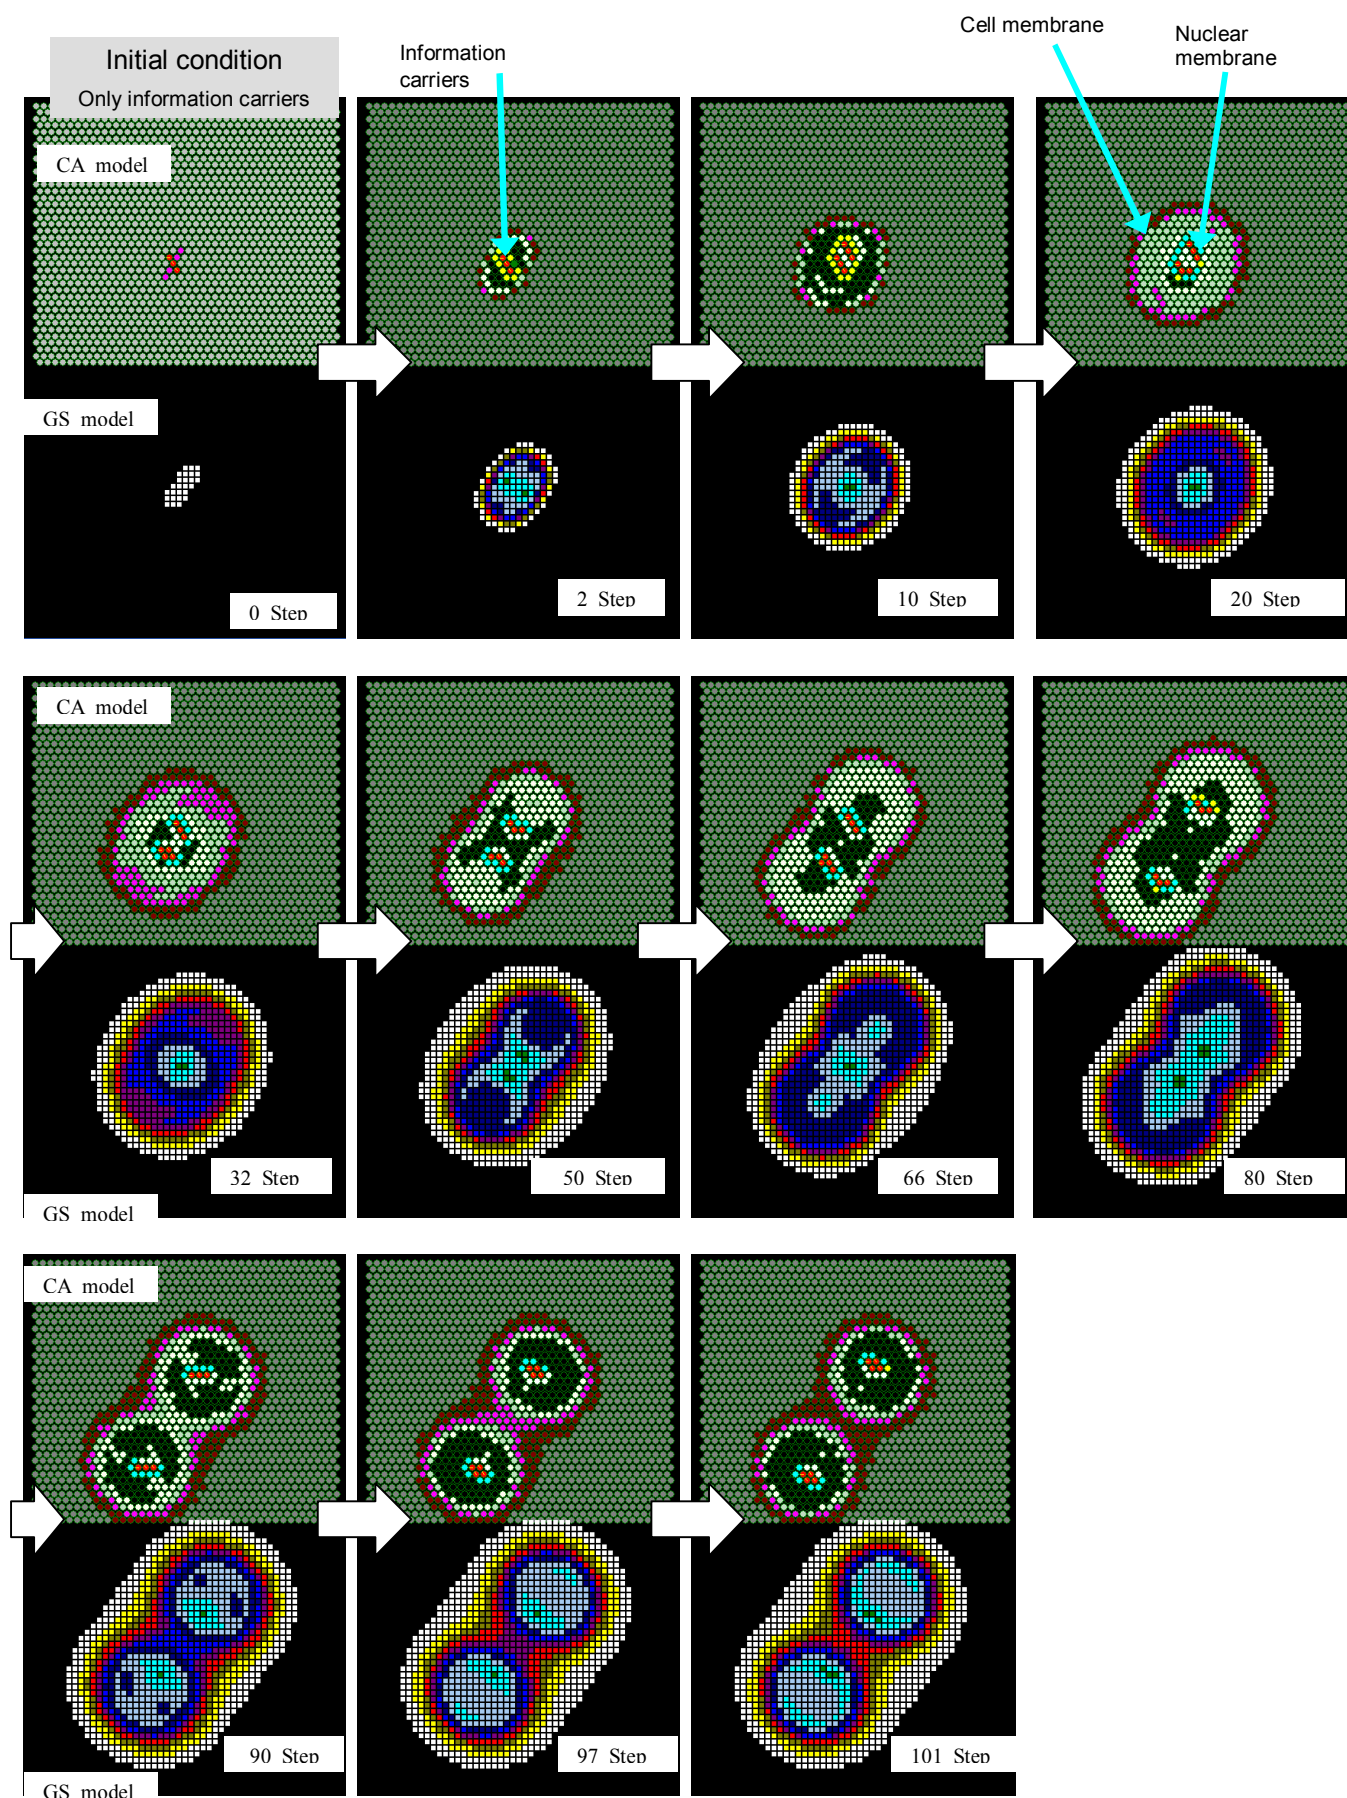 Cell membrane
Initial condition
Only information carriers
Information
carriers
Nuclear
membrane
CA model
GS model
0 Step
2 Step
10 Step
20 Step
CA model
32 Step
50 Step
66 Step
80 Step
GS model
CA model
90 Step
97 Step
101 Step
GS model